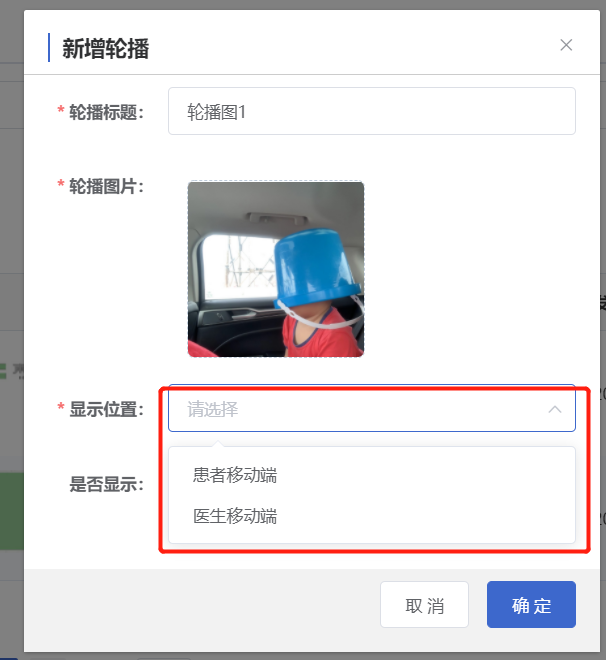 新增轮播
* 轮播标题：
轮播图1
* 轮播图片：
* 显示位置：
请选择
患者移动端
是否显示：
医生移动端
取 消
确 定